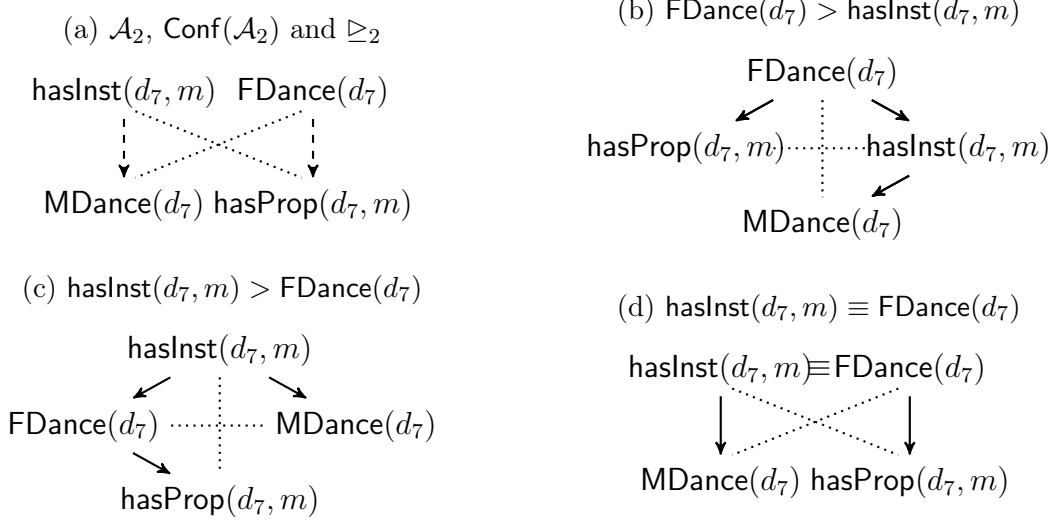 (a) 𝒜₂, Conf(𝒜₂) and ⊵₂
hasInst(d₇, m) FDance(d₇)
MDance(d₇) hasProp(d₇, m)
(b) FDance(d₇) > hasInst(d₇, m)
FDance(d₇)
hasProp(d₇, m) hasInst(d₇, m)
MDance(d₇)
(c) hasInst(d₇, m) > FDance(d₇)
hasInst(d₇, m)
FDance(d₇) MDance(d₇)
hasProp(d₇, m)
(d) hasInst(d₇, m) ≡ FDance(d₇)
hasInst(d₇, m)≡FDance(d₇)
MDance(d₇) hasProp(d₇, m)